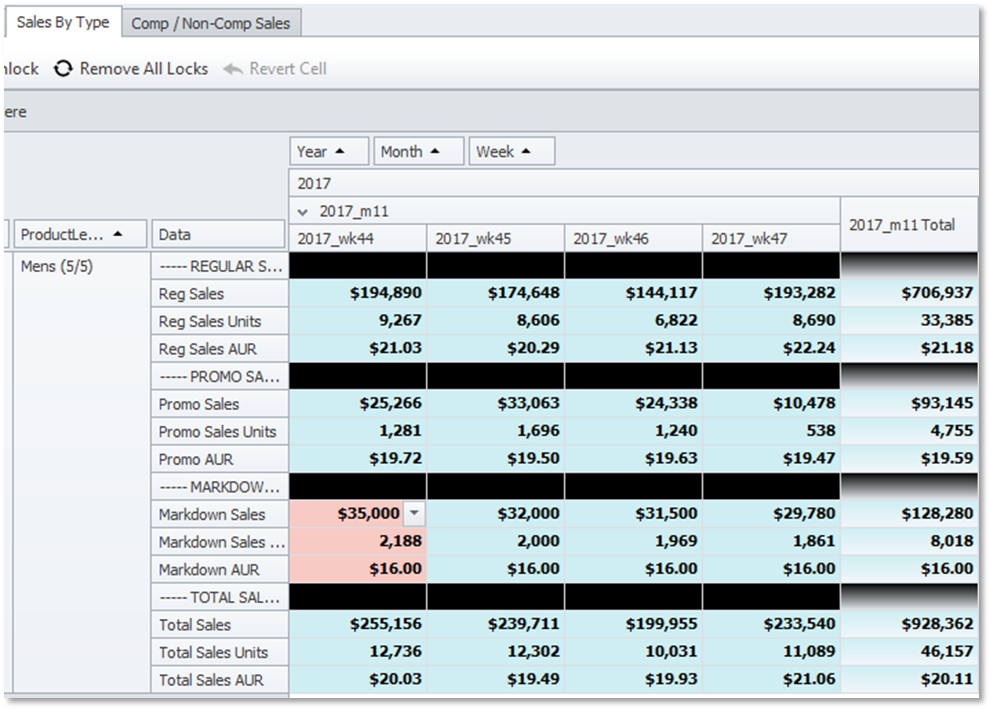 Sales By Type Comp / Non-Comp Sales
nlock Remove All Locks Revert Cell
ere
Year Month Week
2017
2017_m11 2017_m11 Total
ProductLe... Data 2017_wk44 2017_wk45 2017_wk46 2017_wk47
Mens (5/5) ----- REGULAR S...
Reg Sales $194,890 $174,648 $144,117 $193,282 $706,937
Reg Sales Units 9,267 8,606 6,822 8,690 33,385
Reg Sales AUR $21.03 $20.29 $21.13 $22.24 $21.18
----- PROMO SA...
Promo Sales $25,266 $33,063 $24,338 $10,478 $93,145
Promo Sales Units 1,281 1,696 1,240 538 4,755
Promo AUR $19.72 $19.50 $19.63 $19.47 $19.59
----- MARKDOW...
Markdown Sales $35,000 $32,000 $31,500 $29,780 $128,280
Markdown Sales ... 2,188 2,000 1,969 1,861 8,018
Markdown AUR $16.00 $16.00 $16.00 $16.00 $16.00
----- TOTAL SAL...
Total Sales $255,156 $239,711 $199,955 $233,540 $928,362
Total Sales Units 12,736 12,302 10,031 11,089 46,157
Total Sales AUR $20.03 $19.49 $19.93 $21.06 $20.11